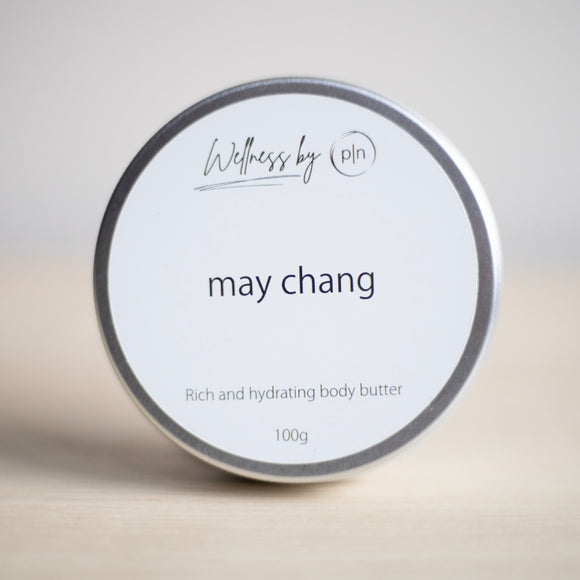 Wellness by p|n
may chang
Rich and hydrating body butter
100g